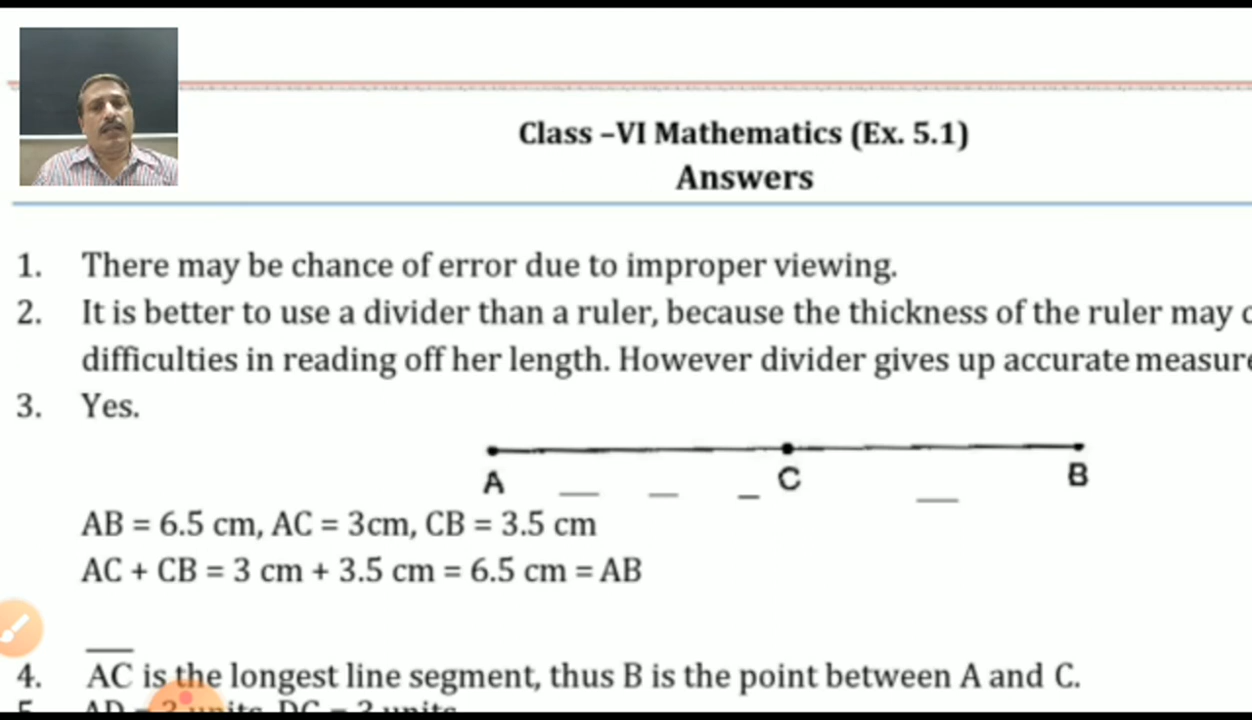 Class –VI Mathematics (Ex. 5.1)
Answers
1. There may be chance of error due to improper viewing.
2. It is better to use a divider than a ruler, because the thickness of the ruler may
difficulties in reading off her length. However divider gives up accurate
3. Yes.
A C B
AB = 6.5 cm, AC = 3cm, CB = 3.5 cm
AC + CB = 3 cm + 3.5 cm = 6.5 cm = AB
4. AC is the longest line segment, thus B is the point between A and C.